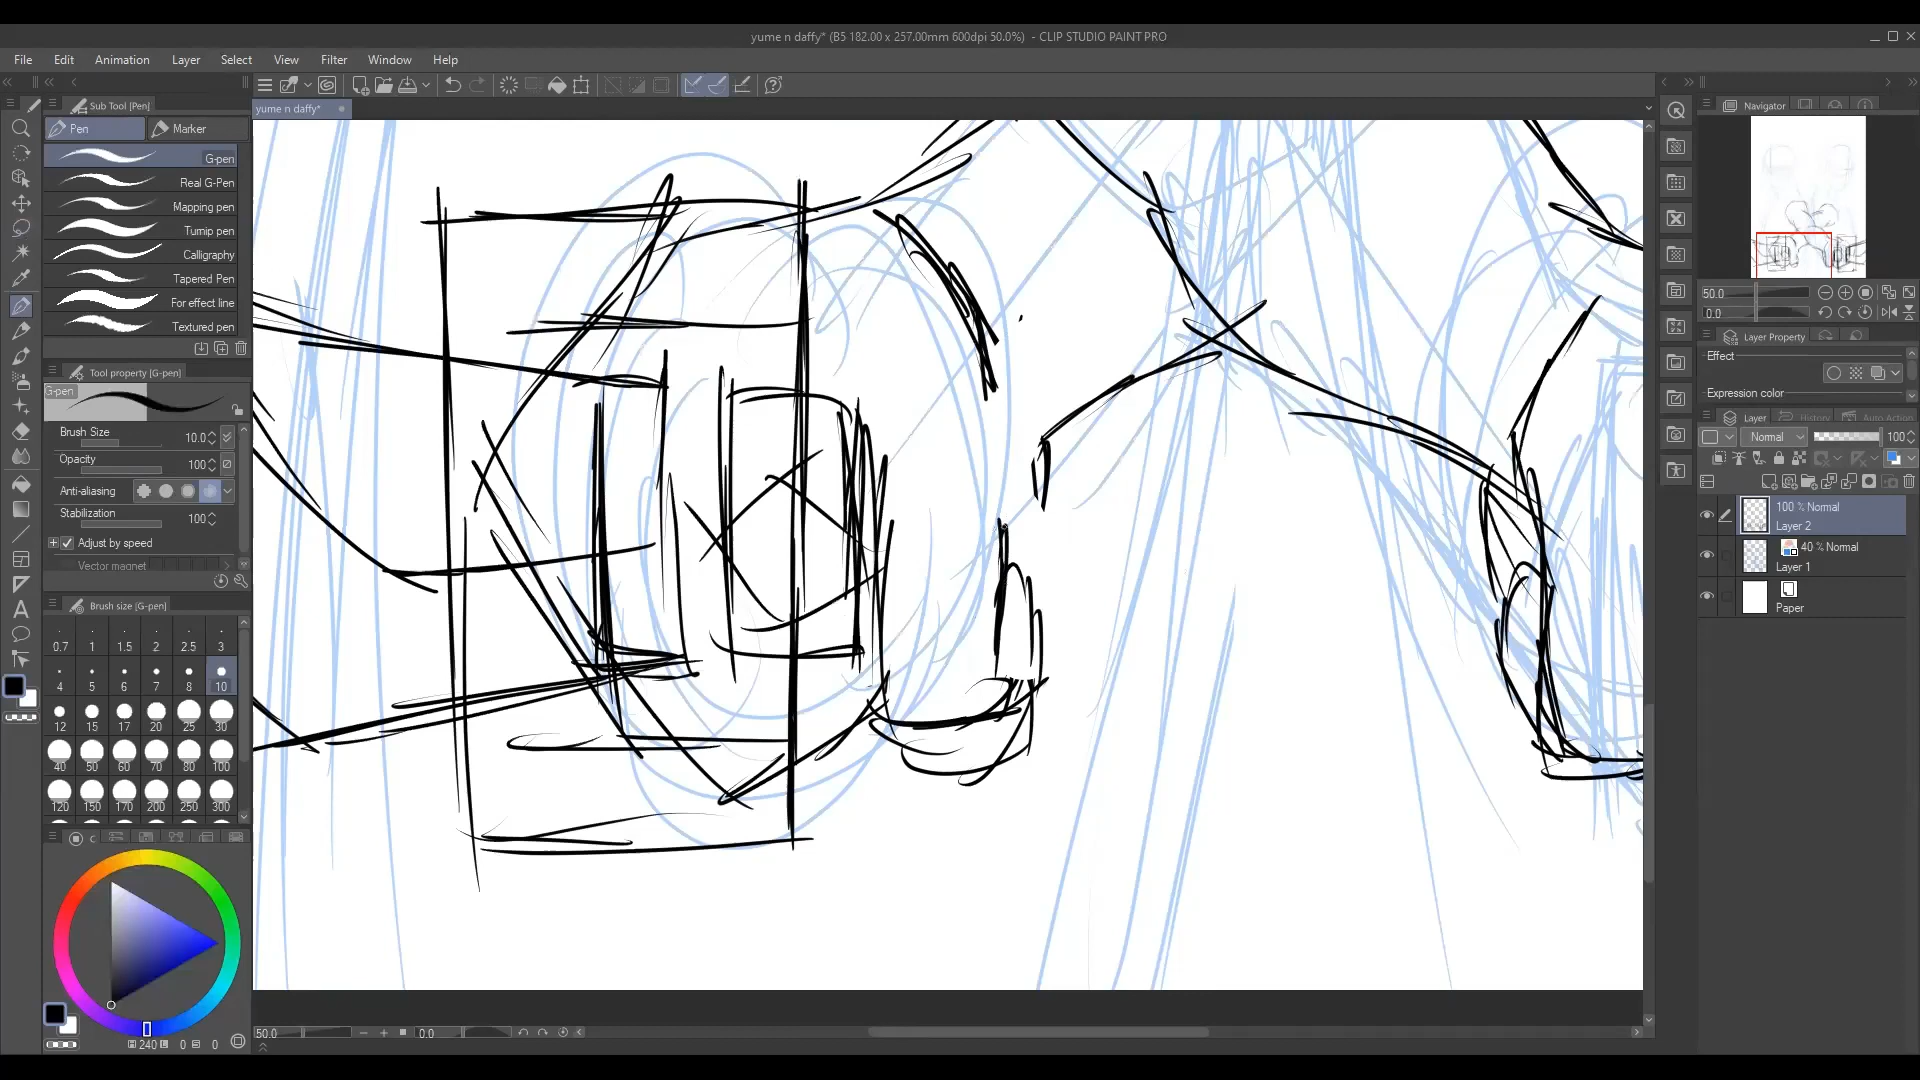 yume n daffy* (B5 182.00 x 257.00mm 600dpi 50.0%) - CLIP STUDIO PAINT PRO
File Edit Animation Layer Select View Filter Window Help
Sub Tool [Pen]
Pen Marker
G-pen
Real G-Pen
Mapping pen
Turnip pen
Calligraphy
Tapered Pen
For effect line
Textured pen
Tool property [G-pen]
G-pen
Brush Size 10.0
Opacity 100
Anti-aliasing
Stabilization 100
Adjust by speed
Vector magnet
Brush size [G-pen]
0.7 1 1.5 2 2.5 3
4 5 6 7 8 10
12 15 17 20 25 30
40 50 60 70 80 100
120 150 170 200 250 300
C
240 0 0
yume n daffy*
50.0 0.0
Navigator
50.0
0.0
Layer Property
Effect
Expression color
Layer History Auto Action
Normal 100
100 % Normal
Layer 2
40 % Normal
Layer 1
Paper